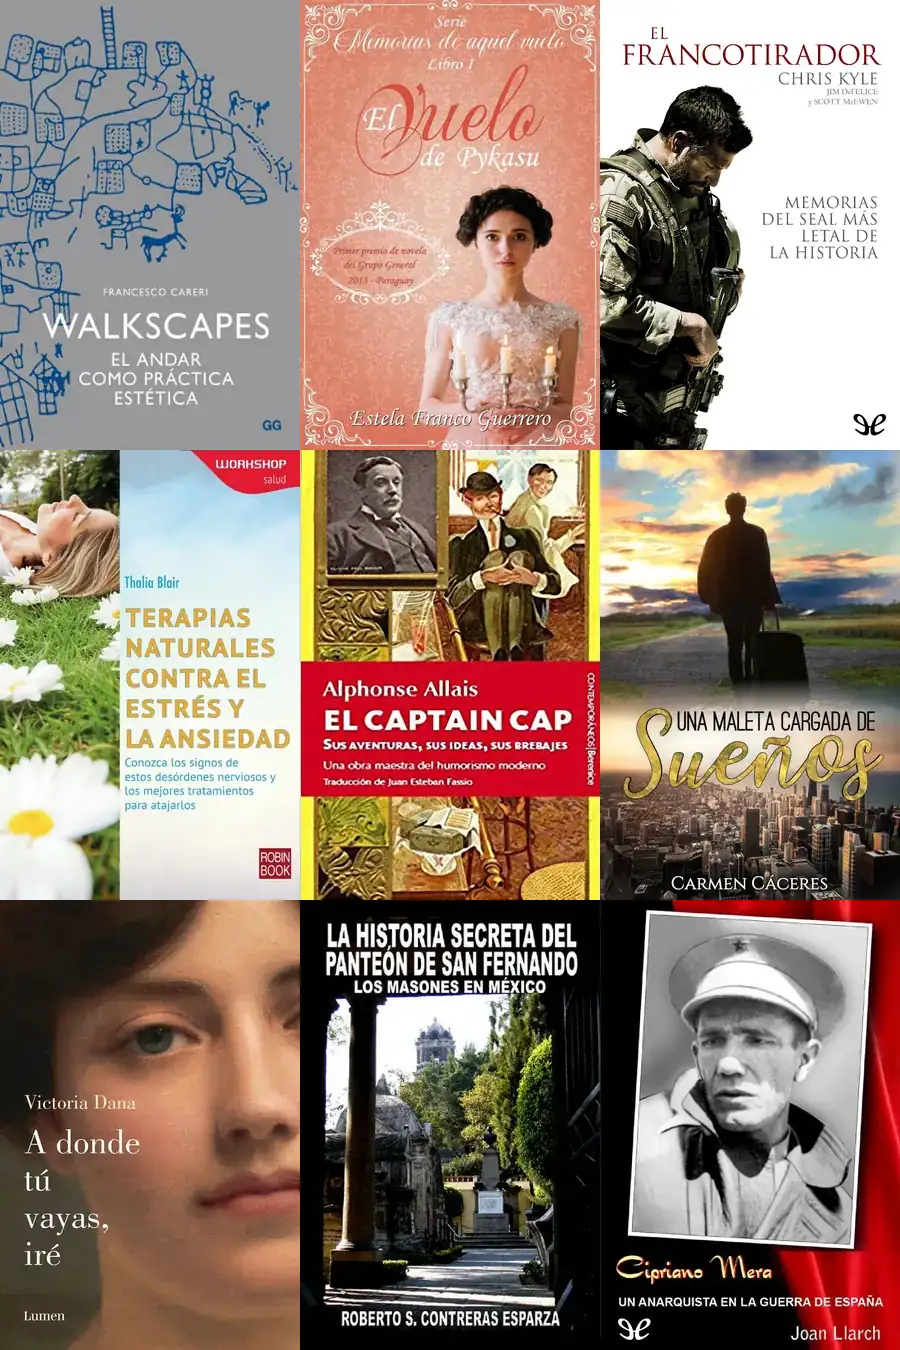 FRANCESCO CARERI
WALKSCAPES
EL ANDAR
COMO PRÁCTICA
ESTÉTICA
GG
Serie
Memorias de aquel vuelo
Libro I
El Vuelo
de Pykasu
Primer premio de novela
del Grupo General
2013 - Paraguay
Estela Franco Guerrero
EL
FRANCOTIRADOR
CHRIS KYLE
JIM DeFELICE
y SCOTT McEWEN
MEMORIAS
DEL SEAL MÁS
LETAL DE
LA HISTORIA
WORKSHOP
salud
Thalia Blair
TERAPIAS
NATURALES
CONTRA EL
ESTRÉS Y
LA ANSIEDAD
Conozca los signos de
estos desórdenes nerviosos y
los mejores tratamientos
para atajarlos
ROBIN
BOOK
Alphonse Allais
EL CAPTAIN CAP
SUS AVENTURAS, SUS IDEAS, SUS BREBAJES
Una obra maestra del humorismo moderno
Traducción de Juan Esteban Fassio
CONTEMPORÁNEOS|Berenice
UNA MALETA CARGADA DE
Sueños
CARMEN CÁCERES
Victoria Dana
A donde
tú
vayas,
iré
Lumen
LA HISTORIA SECRETA DEL
PANTEÓN DE SAN FERNANDO
LOS MASONES EN MÉXICO
ROBERTO S. CONTRERAS ESPARZA
Cipriano Mera
UN ANARQUISTA EN LA GUERRA DE ESPAÑA
Joan Llarch